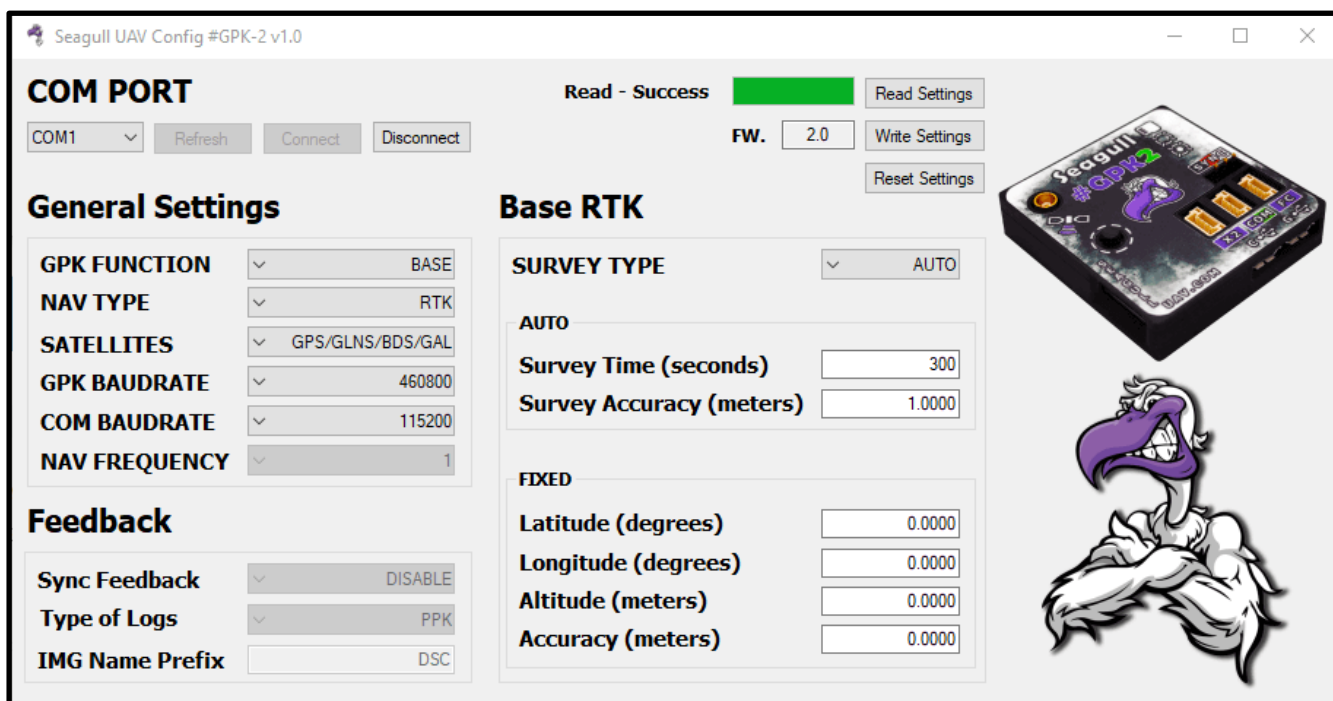 Seagull UAV Config #GPK-2 v1.0
COM PORT
COM1
Refresh
Connect
Disconnect
Read - Success
Read Settings
FW.
2.0
Write Settings
Reset Settings
General Settings
GPK FUNCTION BASE
NAV TYPE RTK
SATELLITES GPS/GLNS/BDS/GAL
GPK BAUDRATE 460800
COM BAUDRATE 115200
NAV FREQUENCY 1
Feedback
Sync Feedback DISABLE
Type of Logs PPK
IMG Name Prefix DSC
Base RTK
SURVEY TYPE AUTO
AUTO
Survey Time (seconds) 300
Survey Accuracy (meters) 1.0000
FIXED
Latitude (degrees) 0.0000
Longitude (degrees) 0.0000
Altitude (meters) 0.0000
Accuracy (meters) 0.0000
Seagull
#GPK2
SYNC
X2 COM FC